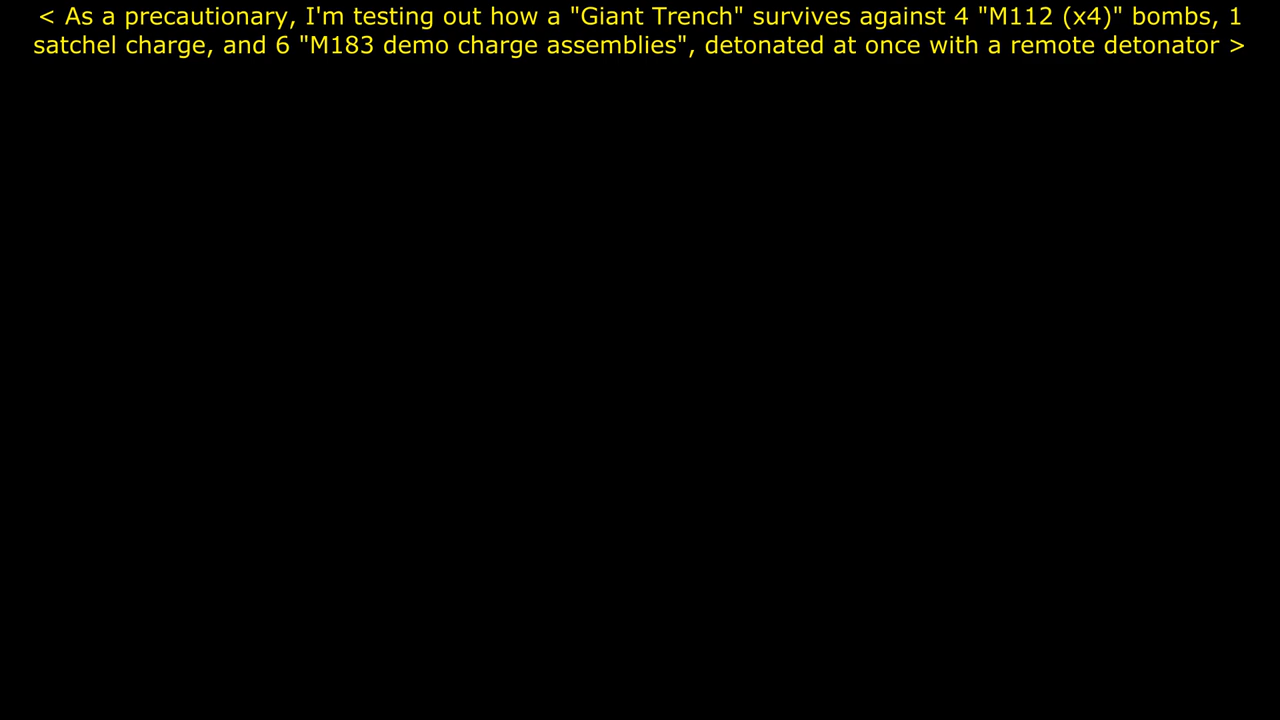 < As a precautionary, I'm testing out how a "Giant Trench" survives against 4 "M112 (x4)" bombs, 1
satchel charge, and 6 "M183 demo charge assemblies", detonated at once with a remote detonator >